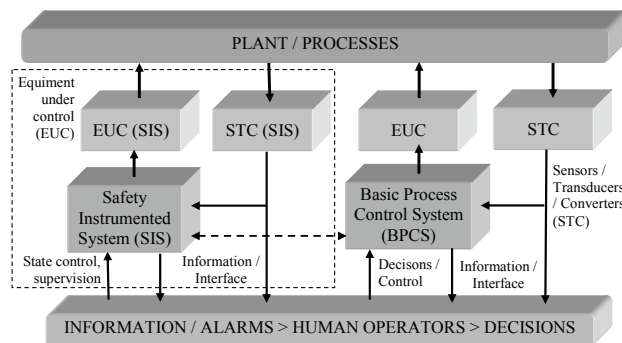 PLANT / PROCESSES
Equiment
under
control
(EUC)
EUC (SIS)
STC (SIS)
EUC
STC
Safety
Instrumented
System (SIS)
Basic Process
Control System
(BPCS)
Sensors /
Transducers
/ Converters
(STC)
State control,
supervision
Information /
Interface
Decisons /
Control
Information /
Interface
INFORMATION / ALARMS > HUMAN OPERATORS > DECISIONS